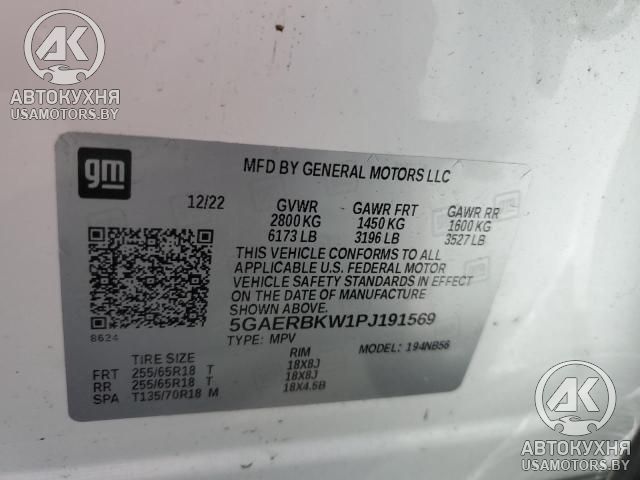 AK
АВТОКУХНЯ
USAMOTORS.BY
gm
MFD BY GENERAL MOTORS LLC
12/22 GVWR GAWR FRT GAWR RR
2800 KG 1450 KG 1600 KG
6173 LB 3196 LB 3527 LB
THIS VEHICLE CONFORMS TO ALL
APPLICABLE U.S. FEDERAL MOTOR
VEHICLE SAFETY STANDARDS IN EFFECT
ON THE DATE OF MANUFACTURE
SHOWN ABOVE.
5GAERBKW1PJ191569
8624
TYPE: MPV MODEL: 194NB56
TIRE SIZE RIM
FRT 255/65R18 T 18X8J
RR 255/65R18 T 18X8J
SPA T135/70R18 M 18X4.5B
AK
АВТОКУХНЯ
USAMOTORS.BY